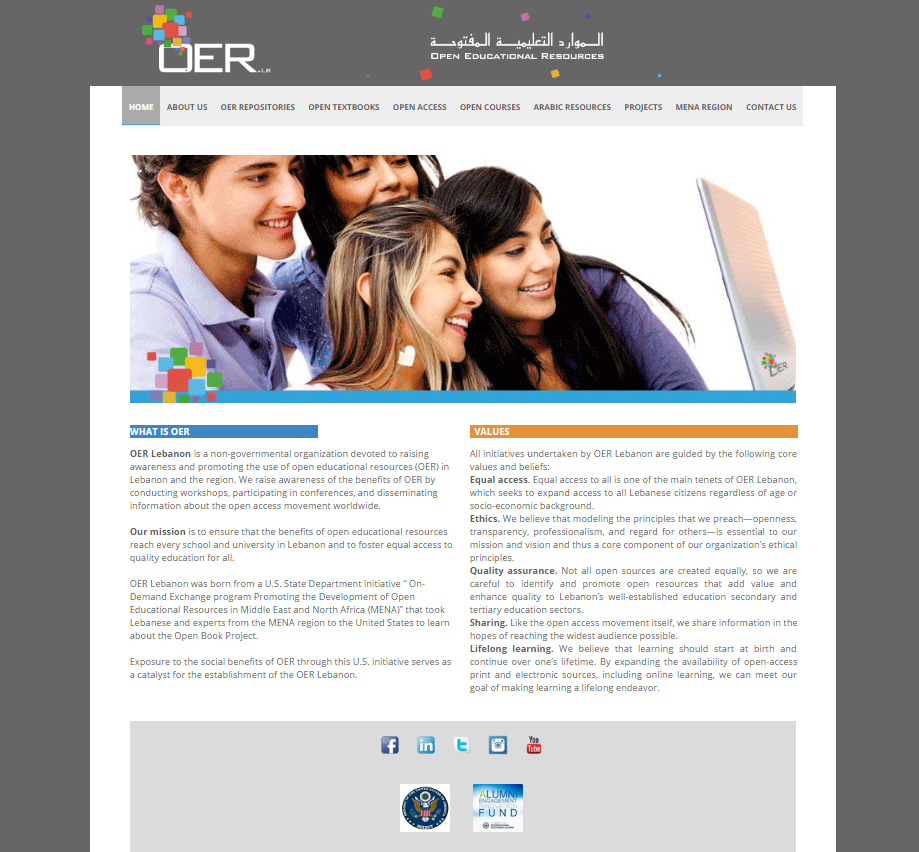 OER.LB
الـموارد التعليميــة الـمفتوحــة
OPEN EDUCATIONAL RESOURCES
HOME ABOUT US OER REPOSITORIES OPEN TEXTBOOKS OPEN ACCESS OPEN COURSES ARABIC RESOURCES PROJECTS MENA REGION CONTACT US
OER
WHAT IS OER
OER Lebanon is a non-governmental organization devoted to raising
awareness and promoting the use of open educational resources (OER) in
Lebanon and the region. We raise awareness of the benefits of OER by
conducting workshops, participating in conferences, and disseminating
information about the open access movement worldwide.
Our mission is to ensure that the benefits of open educational resources
reach every school and university in Lebanon and to foster equal access to
quality education for all.
OER Lebanon was born from a U.S. State Department initiative “ On-
Demand Exchange program Promoting the Development of Open
Educational Resources in Middle East and North Africa (MENA)” that took
Lebanese and experts from the MENA region to the United States to learn
about the Open Book Project.
Exposure to the social benefits of OER through this U.S. initiative serves as
a catalyst for the establishment of the OER Lebanon.
VALUES
All initiatives undertaken by OER Lebanon are guided by the following core
values and beliefs:
Equal access. Equal access to all is one of the main tenets of OER Lebanon,
which seeks to expand access to all Lebanese citizens regardless of age or
socio-economic background.
Ethics. We believe that modeling the principles that we preach—openness,
transparency, professionalism, and regard for others—is essential to our
mission and vision and thus a core component of our organization’s ethical
principles.
Quality assurance. Not all open sources are created equally, so we are
careful to identify and promote open resources that add value and
enhance quality to Lebanon’s well-established education secondary and
tertiary education sectors.
Sharing. Like the open access movement itself, we share information in the
hopes of reaching the widest audience possible.
Lifelong learning. We believe that learning should start at birth and
continue over one’s lifetime. By expanding the availability of open-access
print and electronic sources, including online learning, we can meet our
goal of making learning a lifelong endeavor.
You
Tube
ALUMNI
ENGAGEMENT
INNOVATION
FUND